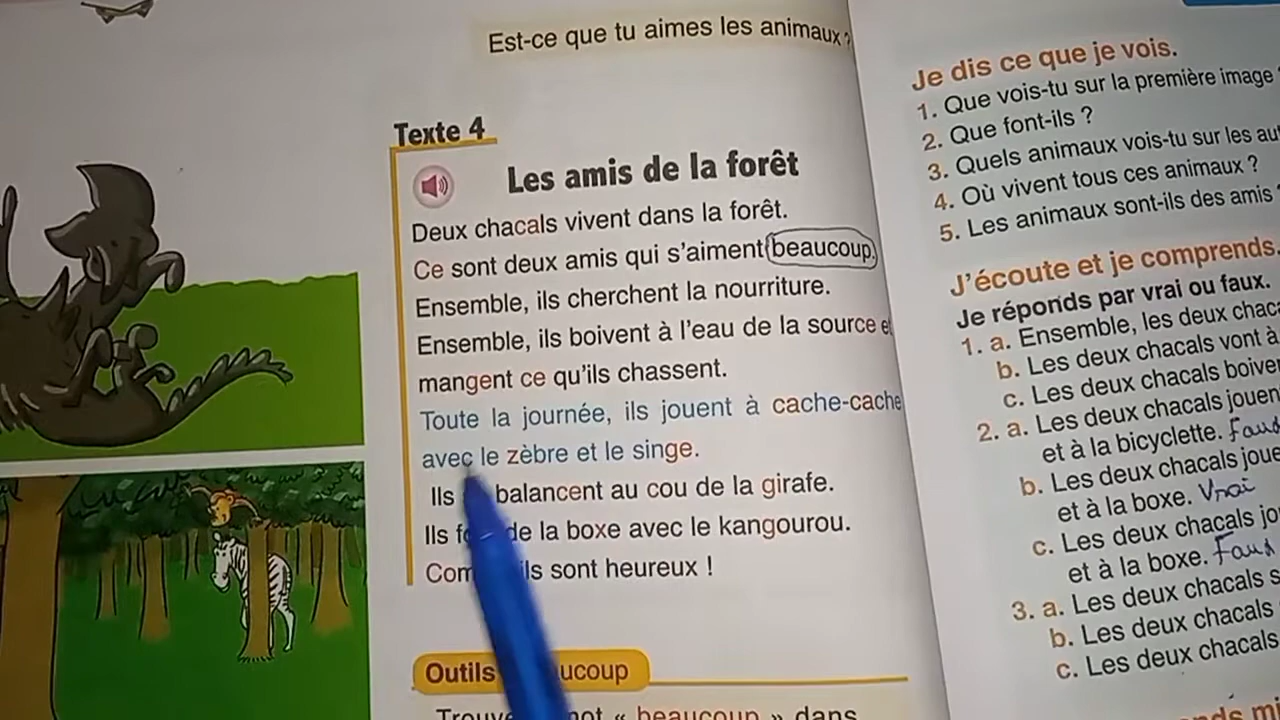 Est-ce que tu aimes les animaux ?
Texte 4
Les amis de la forêt
Deux chacals vivent dans la forêt.
Ce sont deux amis qui s'aiment beaucoup.
Ensemble, ils cherchent la nourriture.
Ensemble, ils boivent à l'eau de la source et
mangent ce qu'ils chassent.
Toute la journée, ils jouent à cache-cache
avec le zèbre et le singe.
Ils balancent au cou de la girafe.
Ils de la boxe avec le kangourou.
ils sont heureux !
Outils
« beaucoup » dans
Je dis ce que je vois.
1. Que vois-tu sur la première image ?
2. Que font-ils ?
3. Quels animaux vois-tu sur les
4. Où vivent tous ces animaux ?
5. Les animaux sont-ils des amis
J'écoute et je comprends.
Je réponds par vrai ou faux.
1. a. Ensemble, les deux
b. Les deux chacals vont à
c. Les deux chacals
2. a. Les deux chacals
et à la bicyclette. Faux
b. Les deux chacals
et à la boxe. Vrai
c. Les deux chacals
et à la boxe. Faux
3. a. Les deux chacals
b. Les deux chacals
c. Les deux chacals